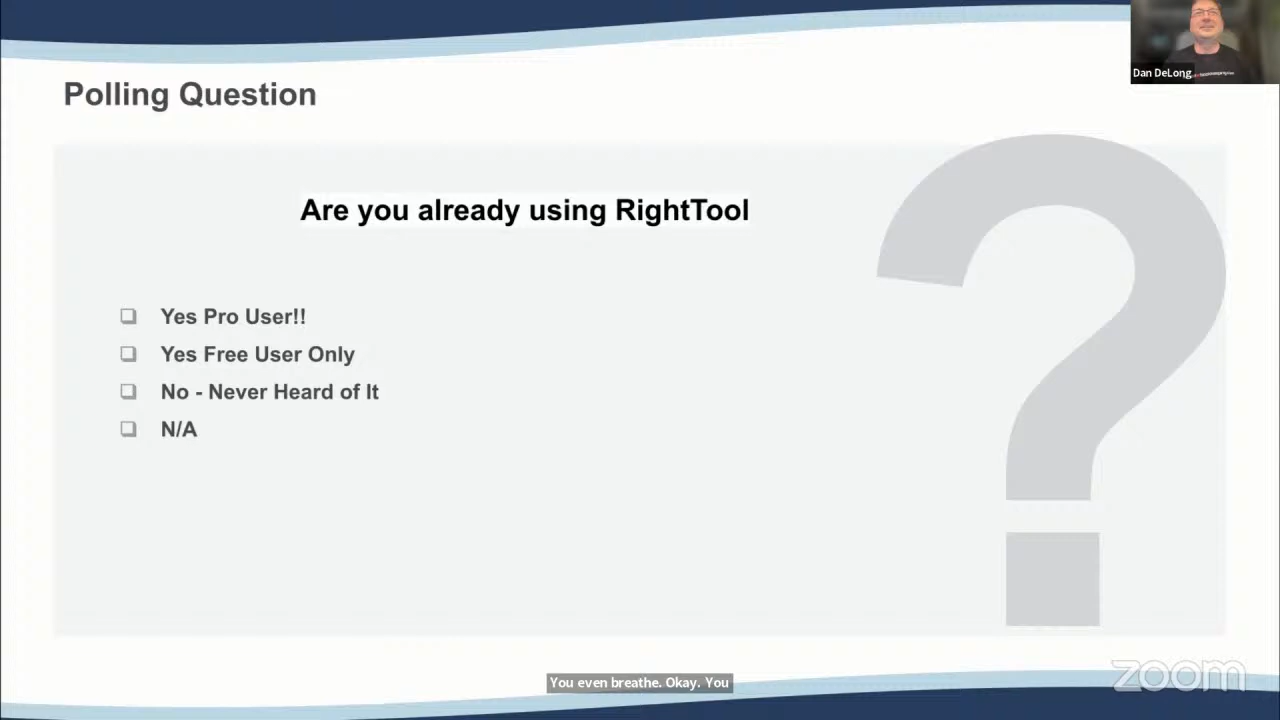 Dan DeLong
Polling Question
Are you already using RightTool
Yes Pro User!!
Yes Free User Only
No - Never Heard of It
N/A
?
You even breathe. Okay. You
zoom